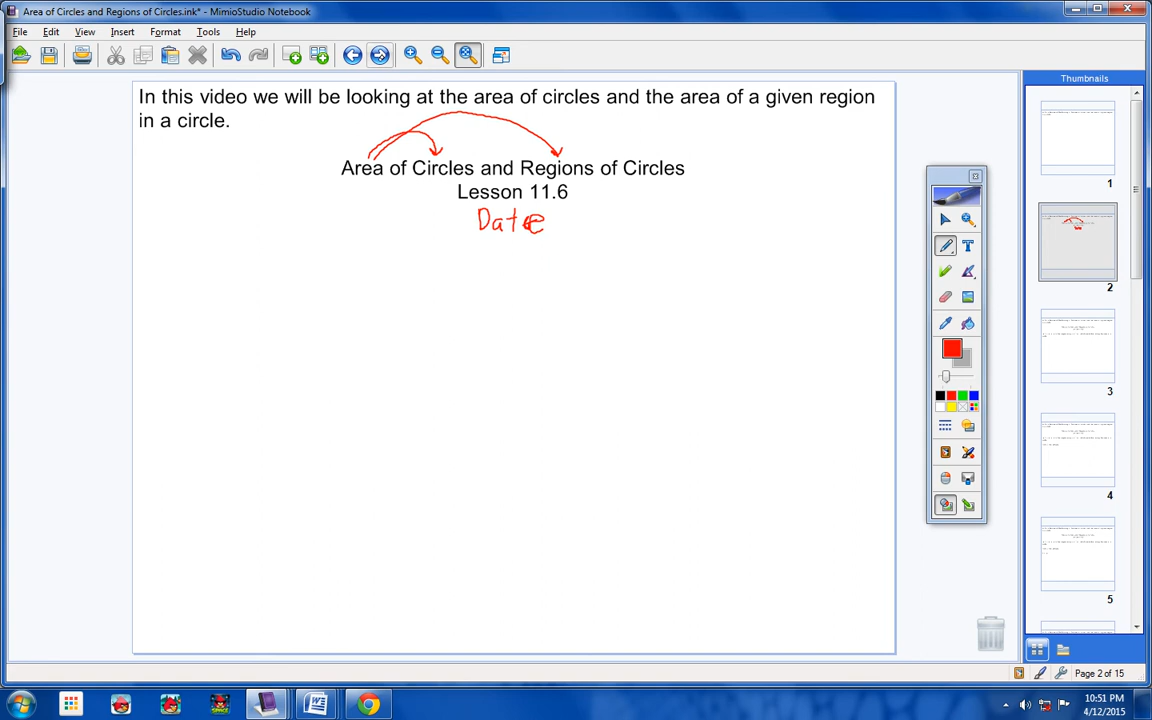 Area of Circles and Regions of Circles.ink* - MimioStudio Notebook
File Edit View Insert Format Tools Help
In this video we will be looking at the area of circles and the area of a given region
in a circle.
Area of Circles and Regions of Circles
Lesson 11.6
Date
Thumbnails
1
2
3
4
5
Page 2 of 15
10:51 PM
4/12/2015